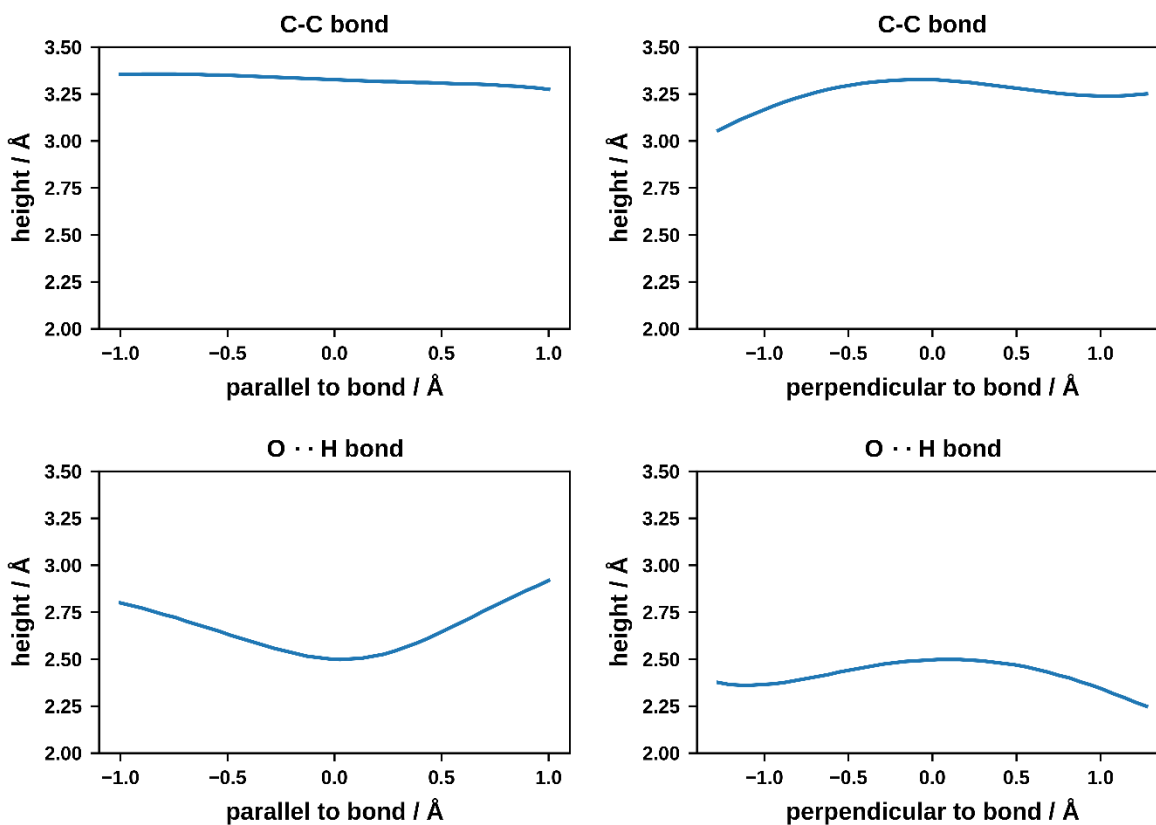 C-C bond
3.50
3.25
3.00
2.75
2.50
2.25
2.00
height / Å
−1.0 −0.5 0.0 0.5 1.0
parallel to bond / Å
C-C bond
3.50
3.25
3.00
2.75
2.50
2.25
2.00
height / Å
−1.0 −0.5 0.0 0.5 1.0
perpendicular to bond / Å
O ·· H bond
3.50
3.25
3.00
2.75
2.50
2.25
2.00
height / Å
−1.0 −0.5 0.0 0.5 1.0
parallel to bond / Å
O ·· H bond
3.50
3.25
3.00
2.75
2.50
2.25
2.00
height / Å
−1.0 −0.5 0.0 0.5 1.0
perpendicular to bond / Å